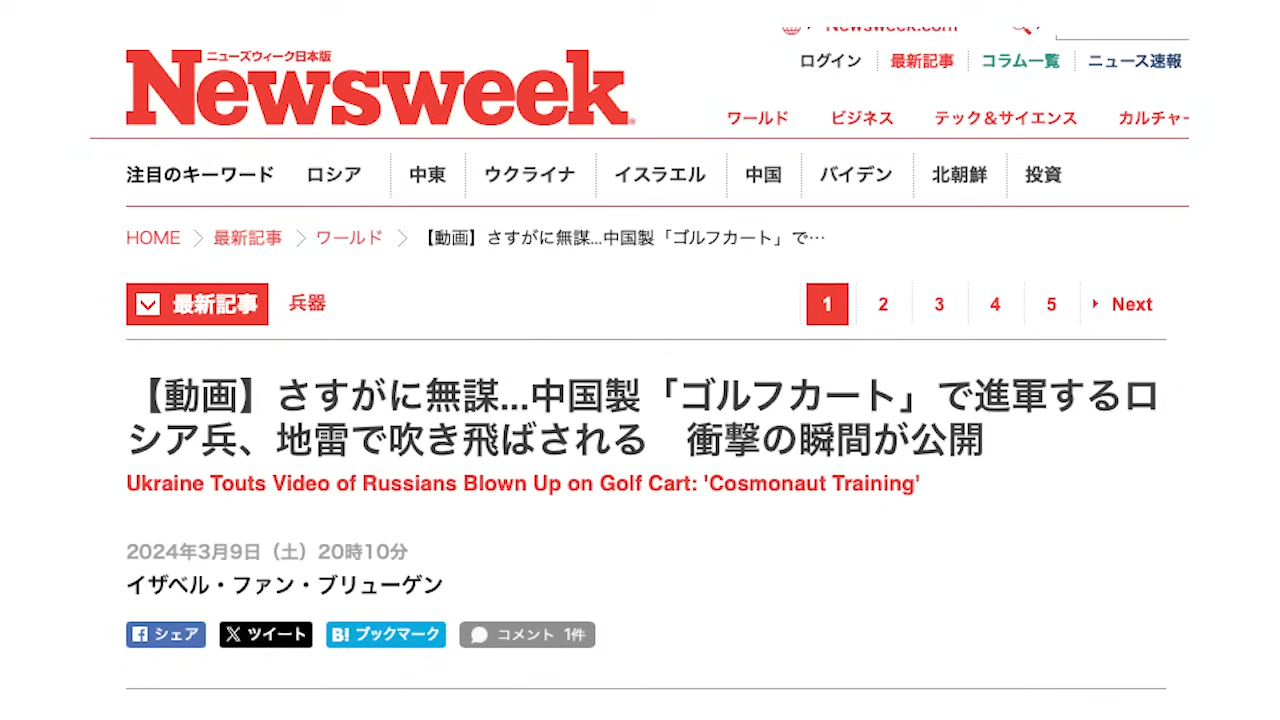 Newsweek.com
ニューズウィーク日本版
Newsweek
ログイン 最新記事 コラム一覧 ニュース速報
ワールド ビジネス テック＆サイエンス カルチャー
注目のキーワード ロシア 中東 ウクライナ イスラエル 中国 バイデン 北朝鮮 投資
HOME 最新記事 ワールド 【動画】さすがに無謀...中国製「ゴルフカート」で…
最新記事 兵器 1 2 3 4 5 Next
【動画】さすがに無謀...中国製「ゴルフカート」で進軍するロ
シア兵、地雷で吹き飛ばされる　衝撃の瞬間が公開
Ukraine Touts Video of Russians Blown Up on Golf Cart: 'Cosmonaut Training'
2024年3月9日（土）20時10分
イザベル・ファン・ブリューゲン
シェア ツイート B! ブックマーク コメント 1件